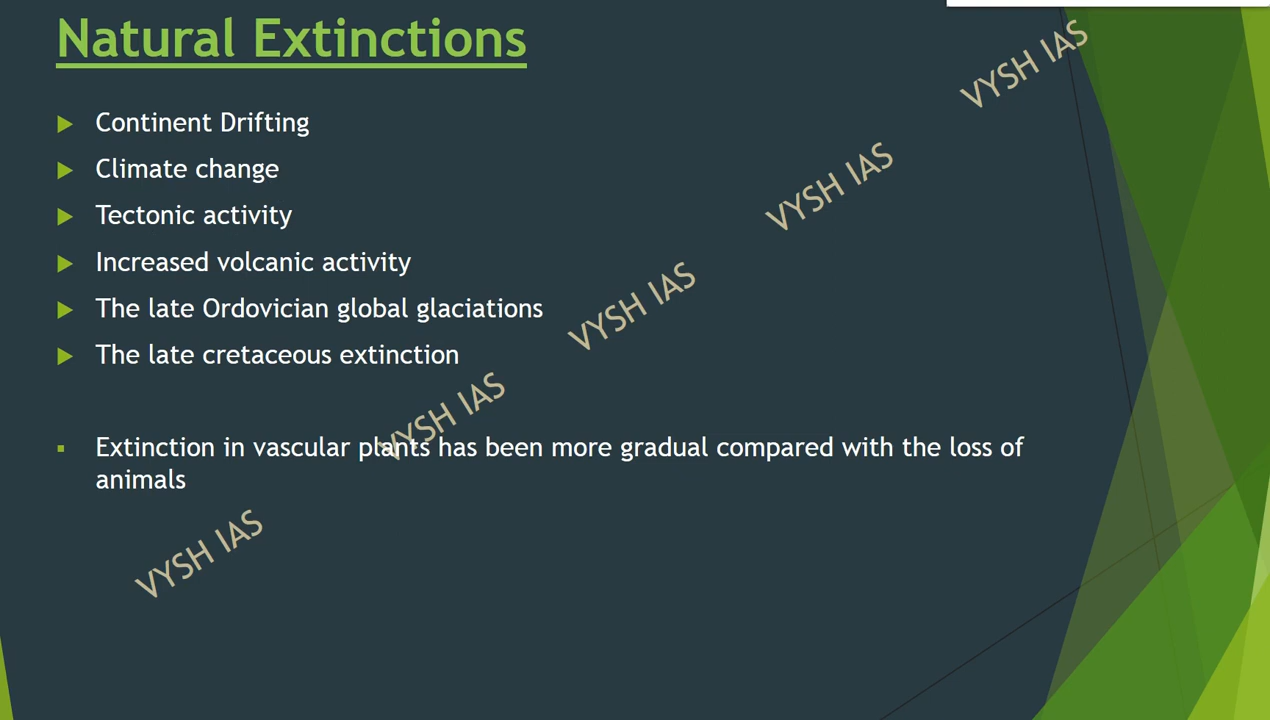 Natural Extinctions
VYSH IAS
Continent Drifting
VYSH IAS
Climate change
Tectonic activity
Increased volcanic activity
VYSH IAS
The late Ordovician global glaciations
The late cretaceous extinction
VYSH IAS
Extinction in vascular plants has been more gradual compared with the loss of
animals
VYSH IAS